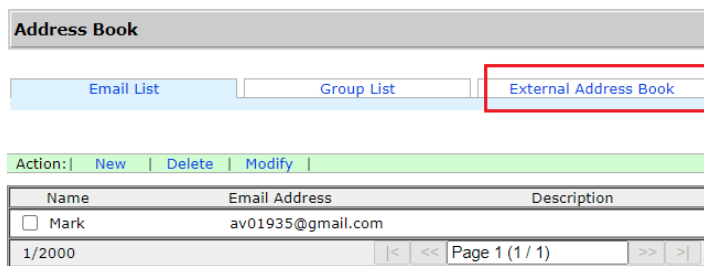 Address Book
Email List Group List External Address Book
Action:| New | Delete | Modify |
Name Email Address Description
Mark av01935@gmail.com
1/2000 |< << Page 1 (1 / 1) >> >|